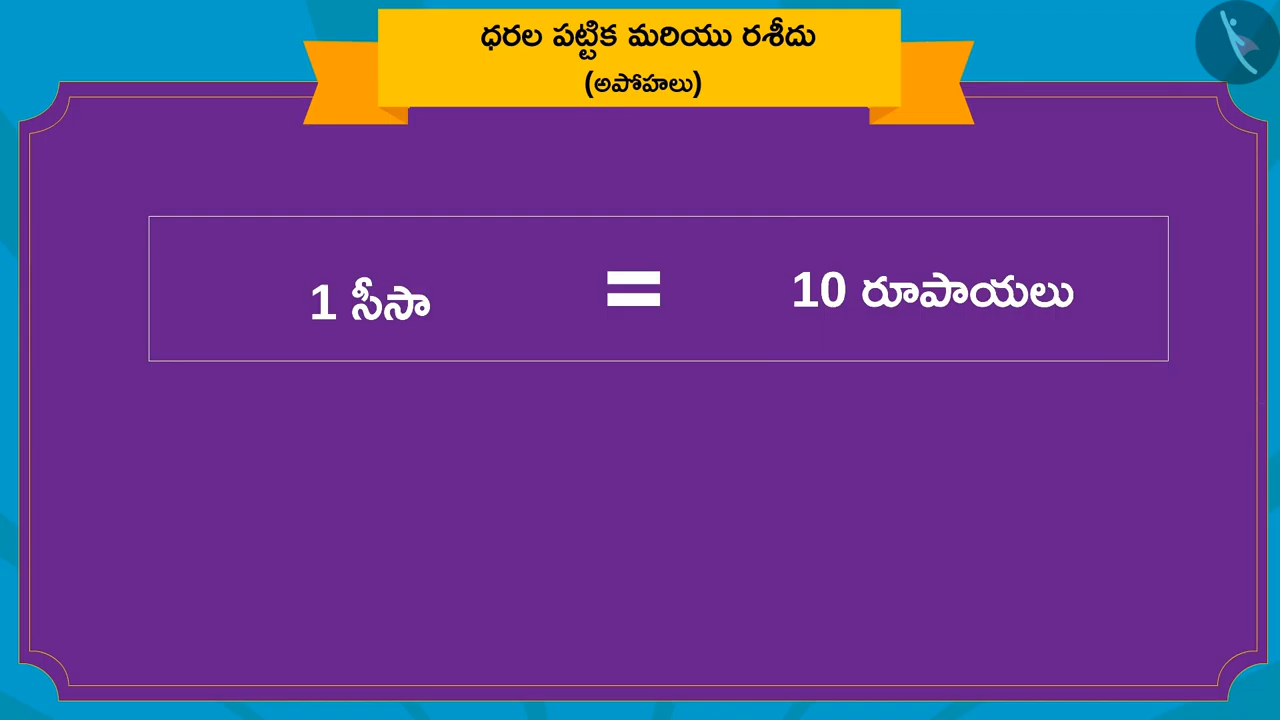 ధరల పట్టిక మరియు రశీదు
(అపోహలు)
1 సీసా = 10 రూపాయలు